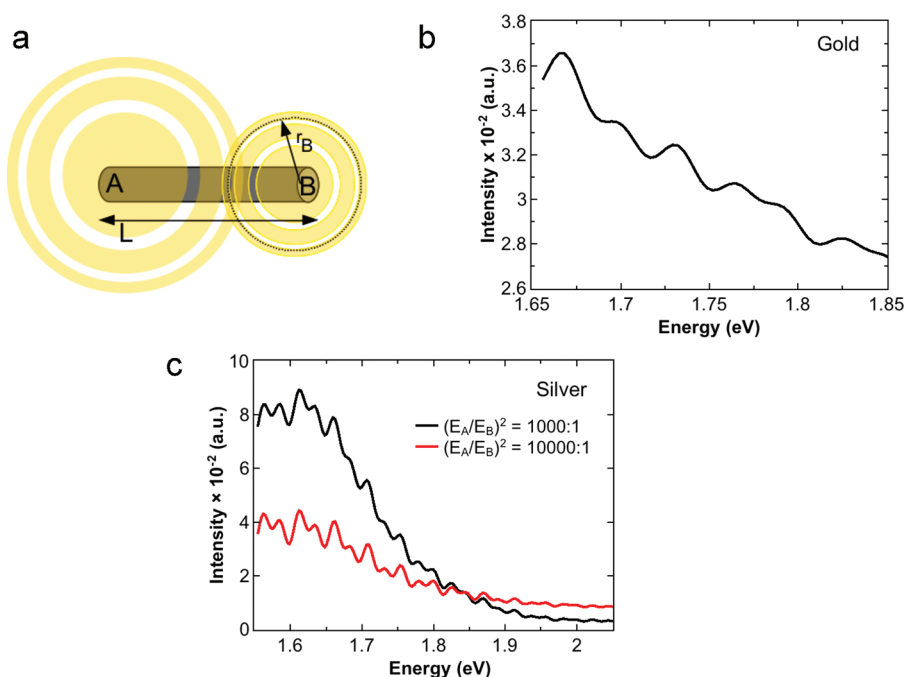 a
A
B
r_B
L
b
Gold
3.8
3.6
3.4
3.2
3.0
2.8
2.6
Intensity × 10⁻² (a.u.)
1.65
1.7
1.75
1.8
1.85
Energy (eV)
c
Silver
(E_A/E_B)² = 1000:1
(E_A/E_B)² = 10000:1
10
8
6
4
2
0
Intensity × 10⁻² (a.u.)
1.6
1.7
1.8
1.9
2
Energy (eV)